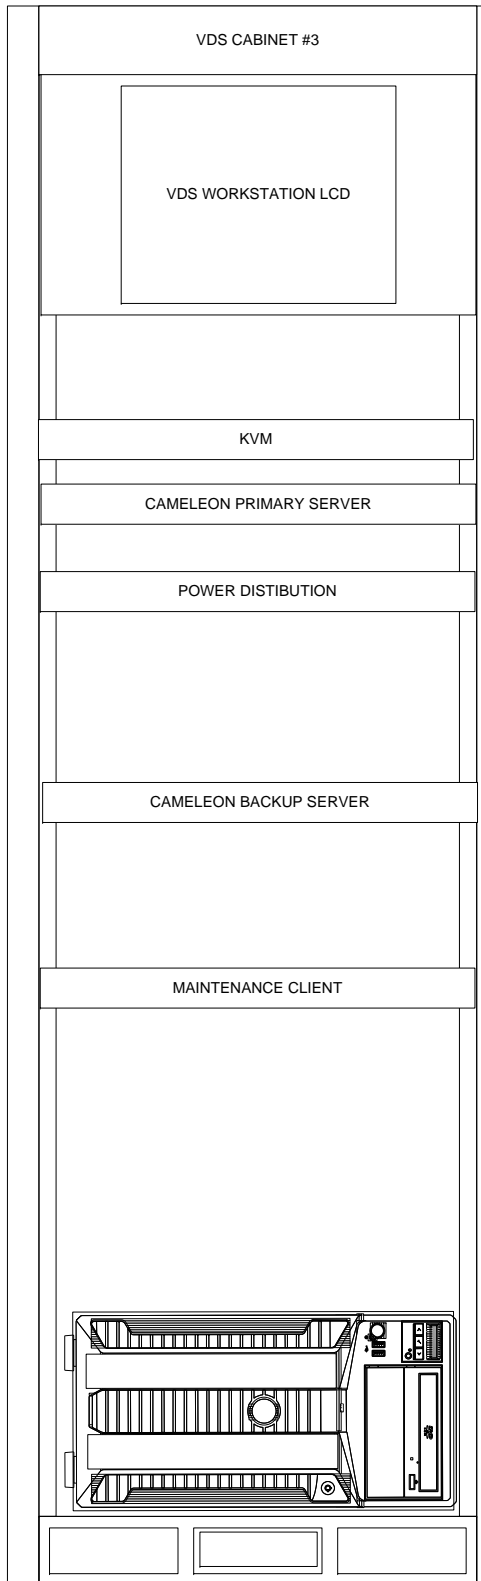 VDS CABINET #3
VDS WORKSTATION LCD
KVM
CAMELEON PRIMARY SERVER
POWER DISTIBUTION
CAMELEON BACKUP SERVER
MAINTENANCE CLIENT